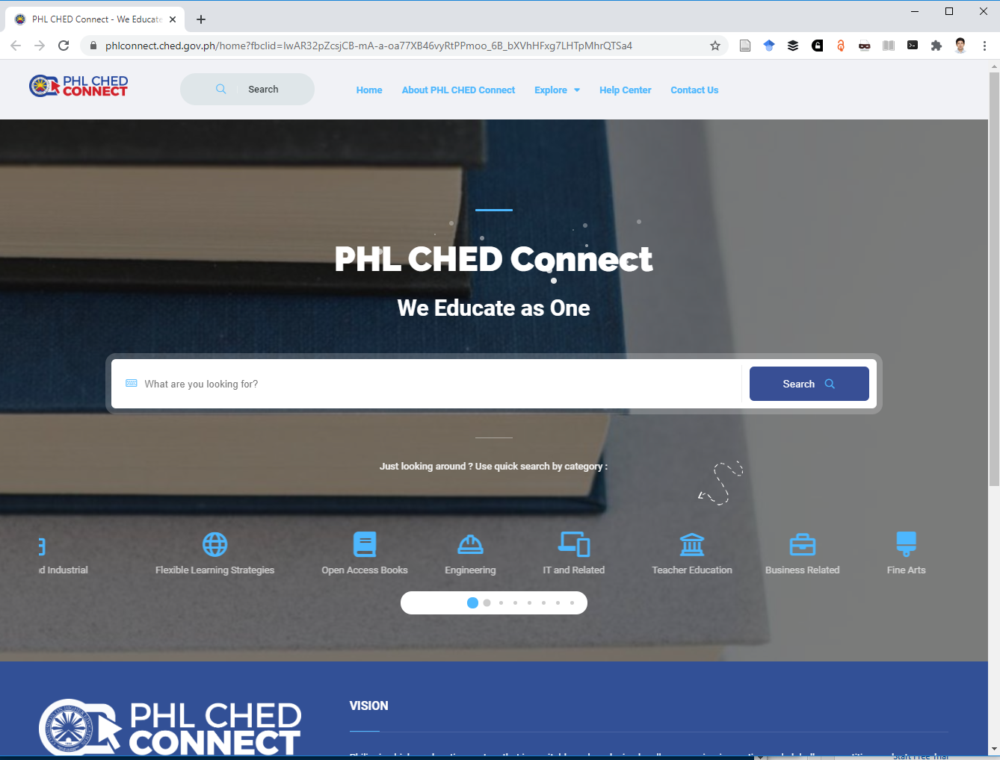 PHL CHED Connect - We Educate
phlconnect.ched.gov.ph/home?fbclid=IwAR32pZcsjCB-mA-a-oa77XB46vyRtPPmoo_6B_bXVhHFxg7LHTpMhrQTSa4
PHL CHED
CONNECT
Search
Home About PHL CHED Connect Explore Help Center Contact Us
PHL CHED Connect
We Educate as One
What are you looking for?
Search
Just looking around ? Use quick search by category :
d Industrial Flexible Learning Strategies Open Access Books Engineering IT and Related Teacher Education Business Related Fine Arts
PHL CHED
CONNECT
VISION